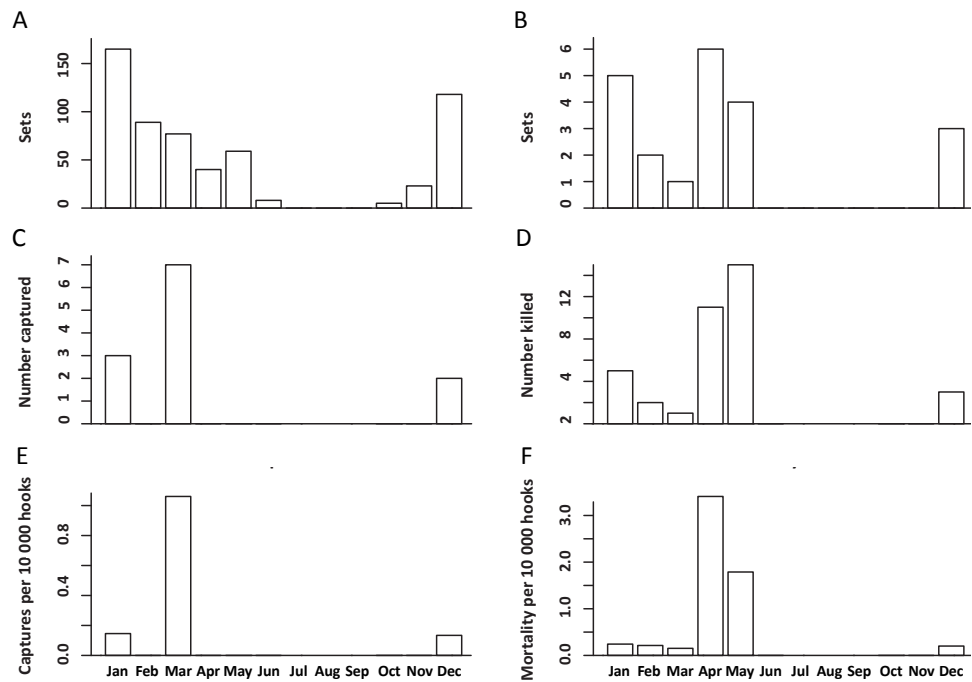 A
Sets
150
100
50
0
B
Sets
6
5
4
3
2
1
0
C
Number captured
7
6
5
4
3
2
1
0
D
Number killed
12
8
4
2
E
Captures per 10 000 hooks
0.8
0.4
0.0
Jan Feb Mar Apr May Jun Jul Aug Sep Oct Nov Dec
F
Mortality per 10 000 hooks
3.0
2.0
1.0
0.0
Jan Feb Mar Apr May Jun Jul Aug Sep Oct Nov Dec